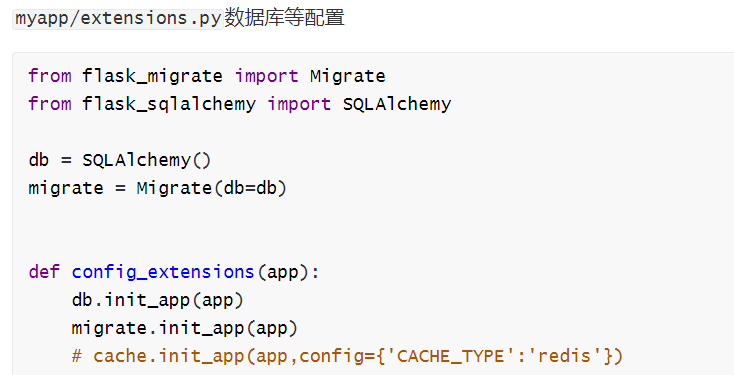 myapp/extensions.py数据库等配置
from flask_migrate import Migrate
from flask_sqlalchemy import SQLAlchemy
db = SQLAlchemy()
migrate = Migrate(db=db)
def config_extensions(app):
    db.init_app(app)
    migrate.init_app(app)
    # cache.init_app(app,config={'CACHE_TYPE':'redis'})